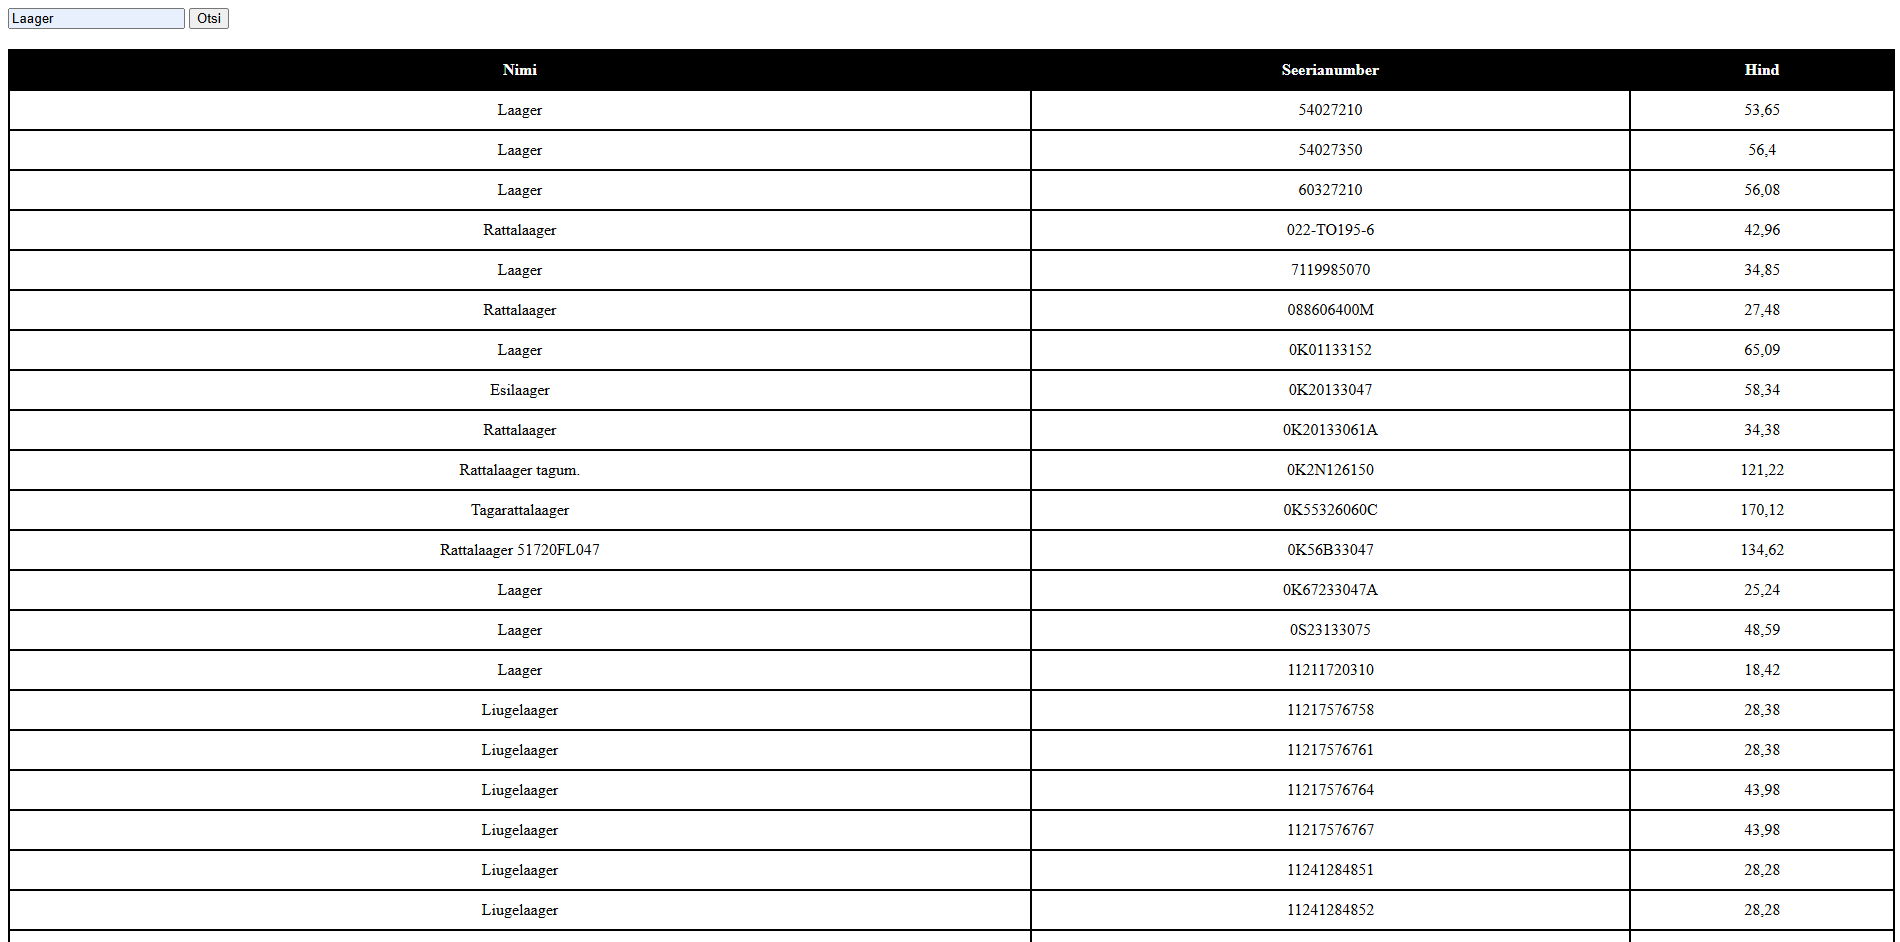 Laager Otsi
Nimi Seerianumber Hind
Laager 54027210 53,65
Laager 54027350 56,4
Laager 60327210 56,08
Rattalaager 022-TO195-6 42,96
Laager 7119985070 34,85
Rattalaager 088606400M 27,48
Laager 0K01133152 65,09
Esilaager 0K20133047 58,34
Rattalaager 0K20133061A 34,38
Rattalaager tagum. 0K2N126150 121,22
Tagarattalaager 0K55326060C 170,12
Rattalaager 51720FL047 0K56B33047 134,62
Laager 0K67233047A 25,24
Laager 0S23133075 48,59
Laager 11211720310 18,42
Liugelaager 11217576758 28,38
Liugelaager 11217576761 28,38
Liugelaager 11217576764 43,98
Liugelaager 11217576767 43,98
Liugelaager 11241284851 28,28
Liugelaager 11241284852 28,28